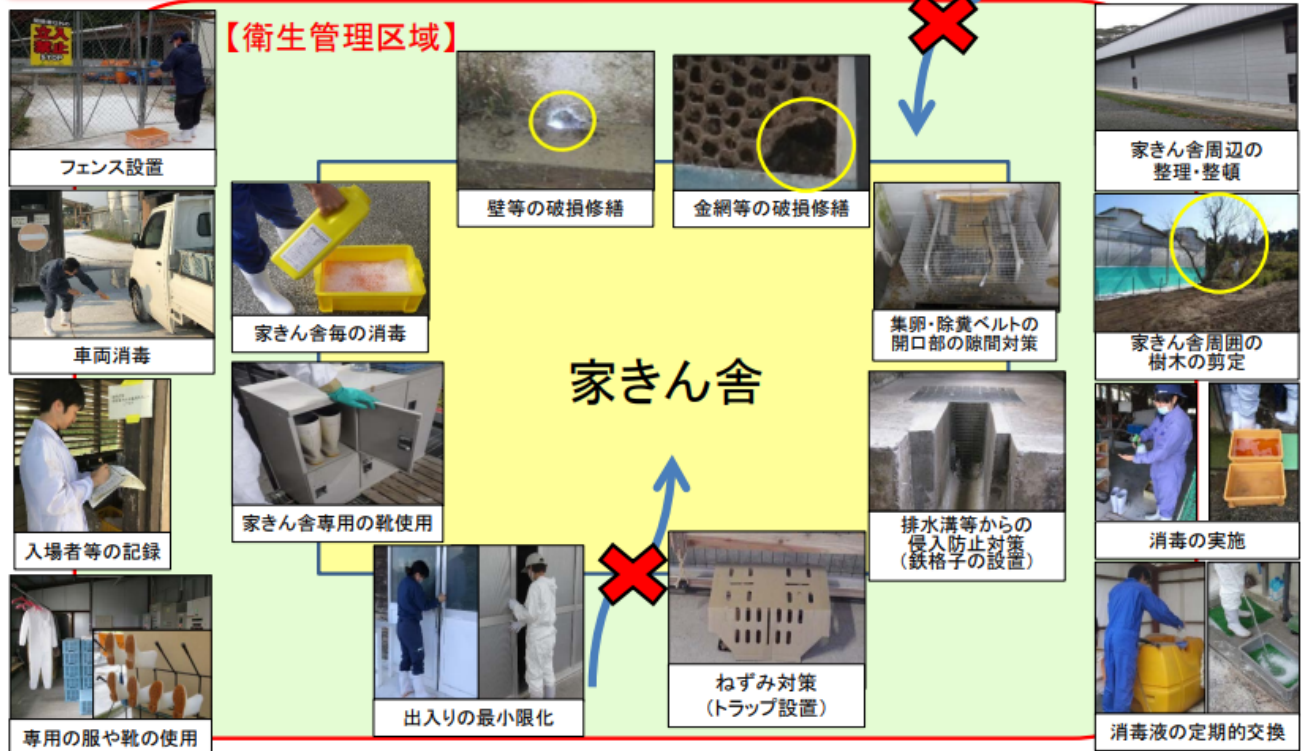 【衛生管理区域】
立入
禁止
フェンス設置
車両消毒
入場者等の記録
専用の服や靴の使用
壁等の破損修繕
金網等の破損修繕
家きん舎毎の消毒
家きん舎専用の靴使用
家きん舎
出入りの最小限化
ねずみ対策
(トラップ設置)
集卵・除糞ベルトの
開口部の隙間対策
排水溝等からの
侵入防止対策
(鉄格子の設置)
家きん舎周辺の
整理・整頓
家きん舎周囲の
樹木の剪定
消毒の実施
消毒液の定期的交換